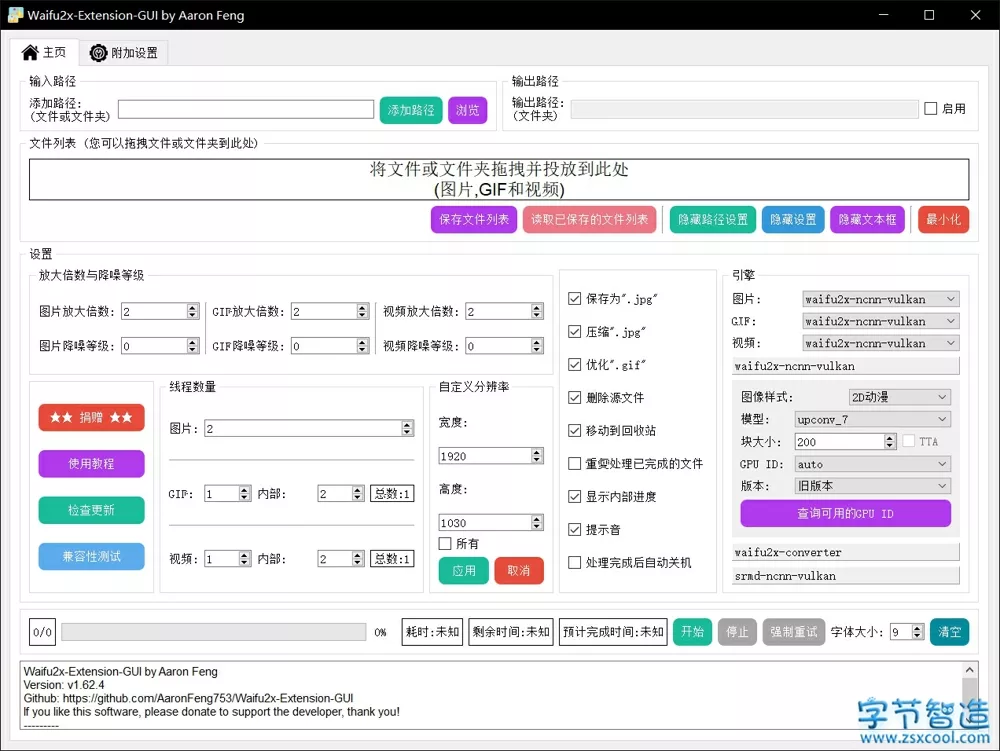 Waifu2x-Extension-GUI by Aaron Feng
主页
附加设置
输入路径
添加路径:
(文件或文件夹)
添加路径
浏览
输出路径
输出路径:
(文件夹)
启用
文件列表 (您可以拖拽文件或文件夹到此处)
将文件或文件夹拖拽并投放到此处
(图片,GIF和视频)
保存文件列表
读取已保存的文件列表
隐藏路径设置
隐藏设置
隐藏文本框
最小化
设置
放大倍数与降噪等级
图片放大倍数: 2
GIF放大倍数: 2
视频放大倍数: 2
图片降噪等级: 0
GIF降噪等级: 0
视频降噪等级: 0
★★ 捐赠 ★★
使用教程
检查更新
兼容性测试
线程数量
图片: 2
GIF: 1 内部: 2 总数:1
视频: 1 内部: 2 总数:1
自定义分辨率
宽度:
1920
高度:
1030
所有
应用
取消
保存为".jpg"
压缩".jpg"
优化".gif"
删除源文件
移动到回收站
重复处理已完成的文件
显示内部进度
提示音
处理完成后自动关机
引擎
图片: waifu2x-ncnn-vulkan
GIF: waifu2x-ncnn-vulkan
视频: waifu2x-ncnn-vulkan
waifu2x-ncnn-vulkan
图像样式: 2D动漫
模型: upconv_7
块大小: 200 TTA
GPU ID: auto
版本: 旧版本
查询可用的GPU ID
waifu2x-converter
srmd-ncnn-vulkan
0/0
0%
耗时:未知
剩余时间:未知
预计完成时间:未知
开始
停止
强制重试
字体大小: 9
清空
Waifu2x-Extension-GUI by Aaron Feng
Version: v1.62.4
Github: https://github.com/AaronFeng753/Waifu2x-Extension-GUI
If you like this software, please donate to support the developer, thank you!
---------
字节智造
www.zsxcool.com